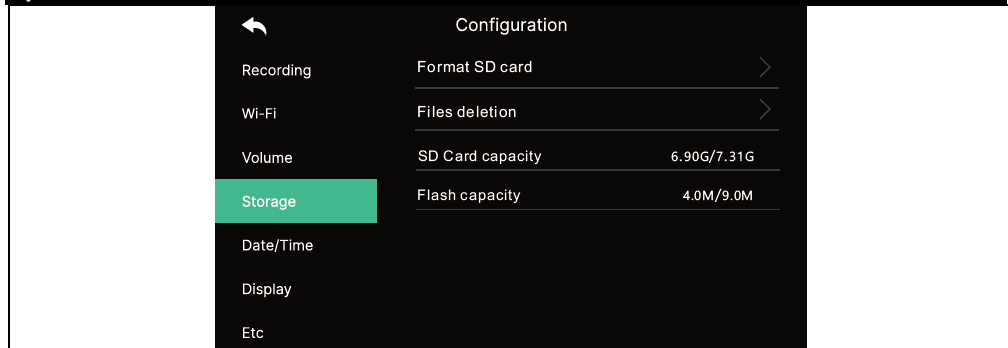 Configuration
Recording
Format SD card
Wi-Fi
Files deletion
Volume
SD Card capacity 6.90G/7.31G
Storage
Flash capacity 4.0M/9.0M
Date/Time
Display
Etc